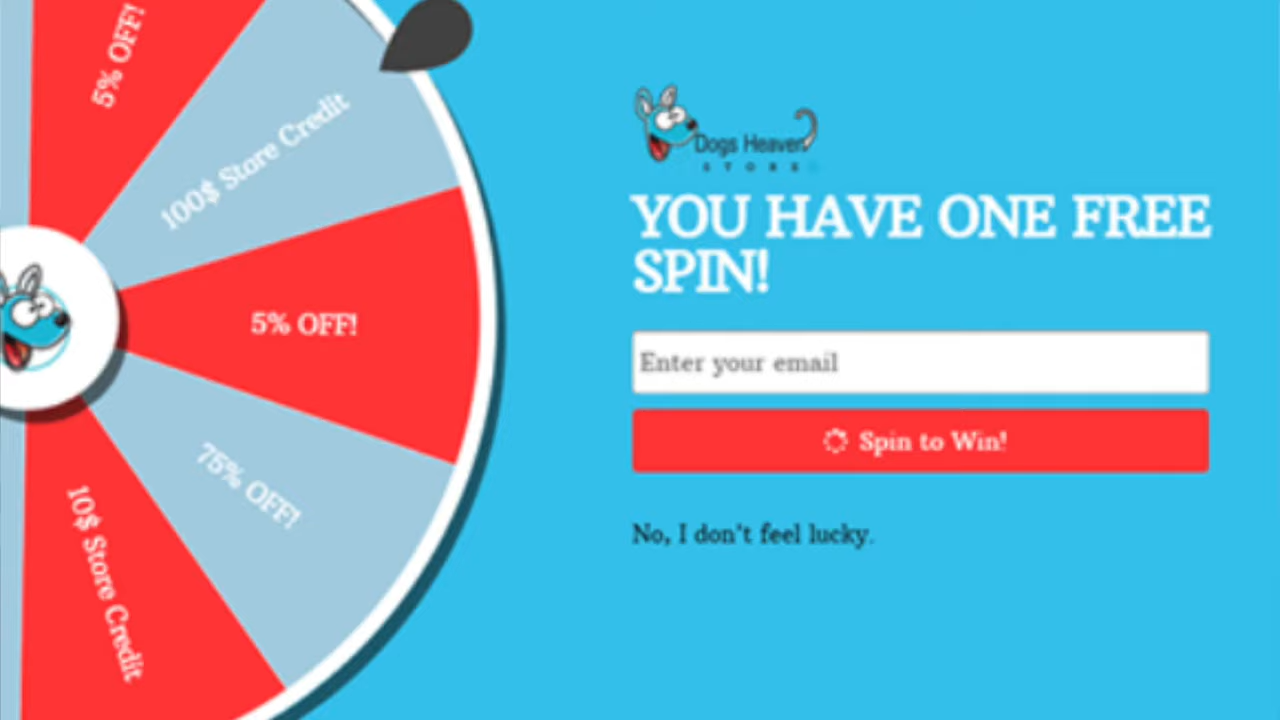 5% OFF!
100$ Store Credit
5% OFF!
75% OFF!
10$ Store Credit
Dogs Heaven
STORE
YOU HAVE ONE FREE
SPIN!
Enter your email
Spin to Win!
No, I don't feel lucky.